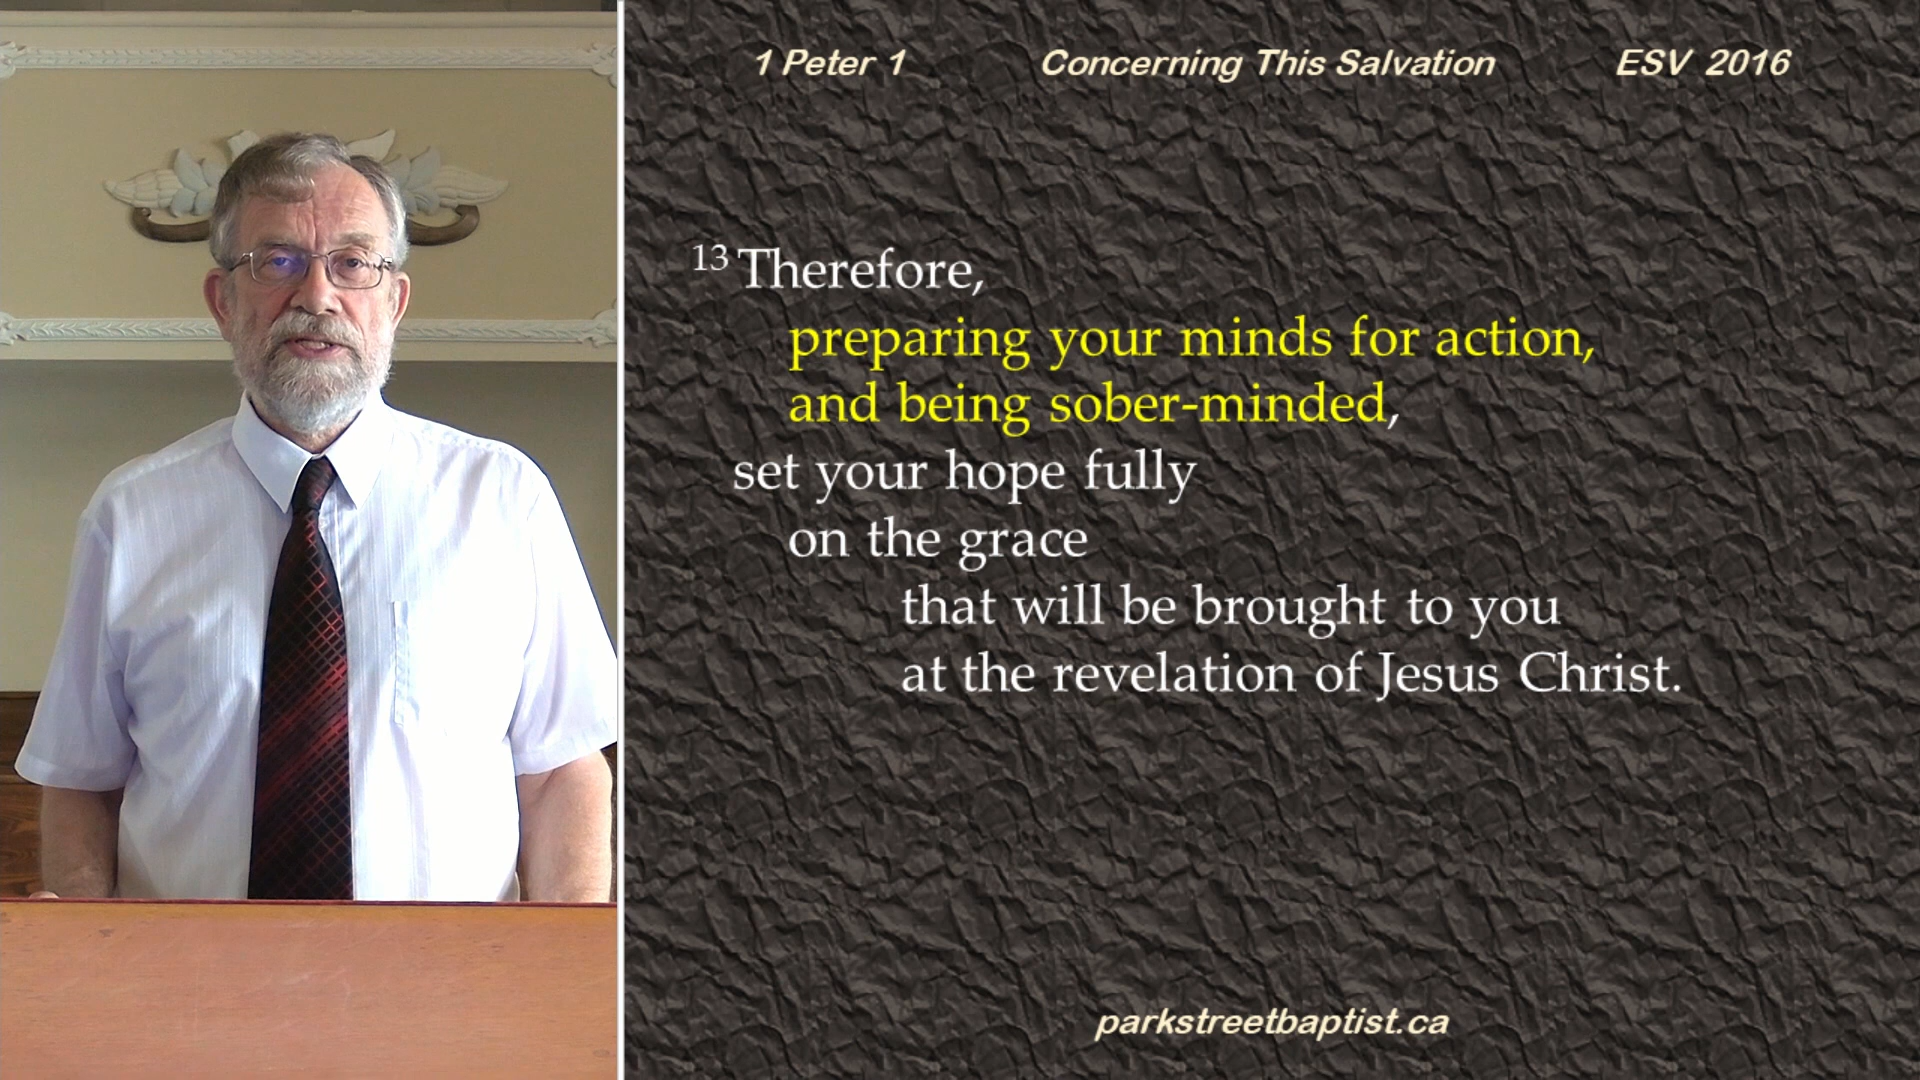 1 Peter 1 Concerning This Salvation ESV 2016
13 Therefore,
preparing your minds for action,
and being sober-minded,
set your hope fully
on the grace
that will be brought to you
at the revelation of Jesus Christ.
parkstreetbaptist.ca